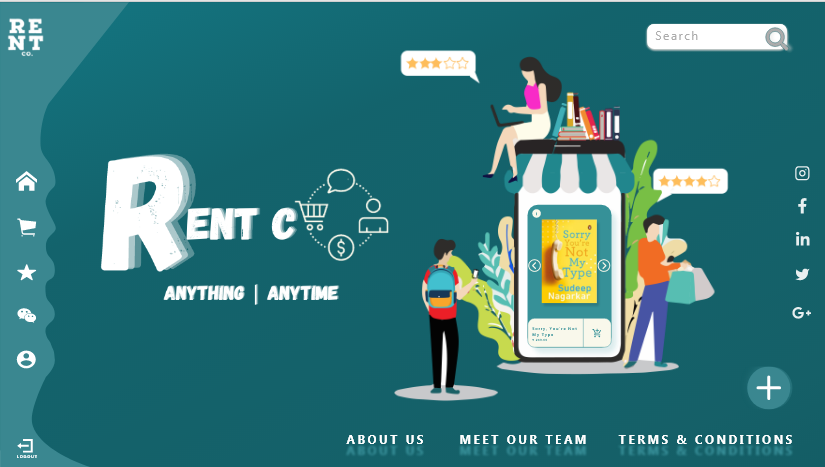 RE
NT
CO.
Search
RENT C
ANYTHING | ANYTIME
Sorry
You're
Not
My
Type
Sudeep
Nagarkar
Sorry, You're Not
My Type
LOGOUT
ABOUT US
MEET OUR TEAM
TERMS & CONDITIONS